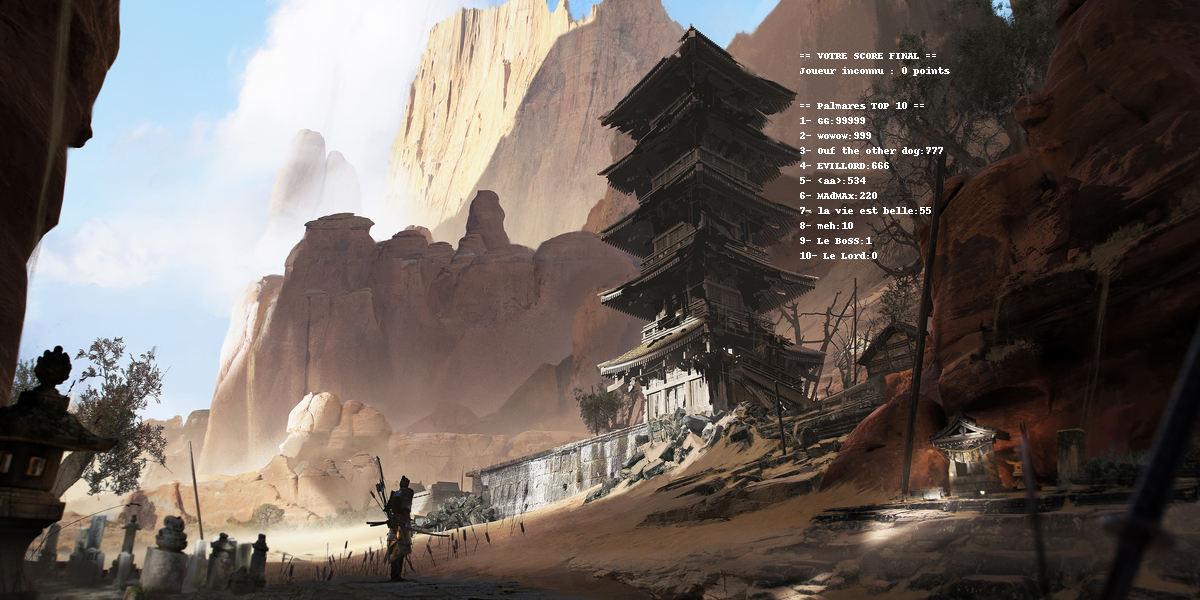 == VOTRE SCORE FINAL ==
Joueur inconnu : 0 points
== Palmares TOP 10 ==
1- GG:99999
2- wowow:999
3- Ouf the other dog:777
4- EVILLORD:666
5- <aa>:534
6- MAdMAx:220
7- la vie est belle:55
8- meh:10
9- Le BoSS:1
10- Le Lord:0